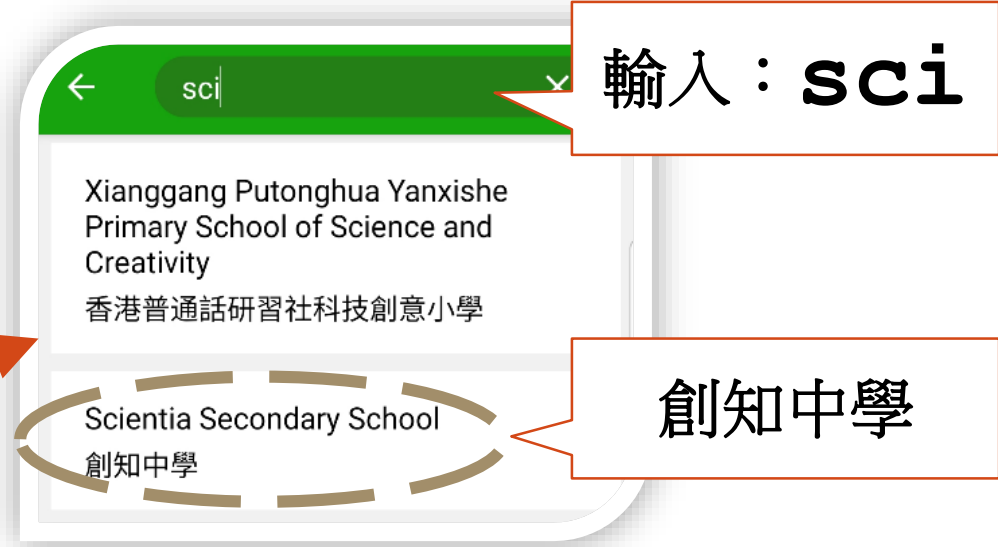 sci
輸入：sci
Xianggang Putonghua Yanxishe
Primary School of Science and
Creativity
香港普通話研習社科技創意小學
Scientia Secondary School
創知中學
創知中學